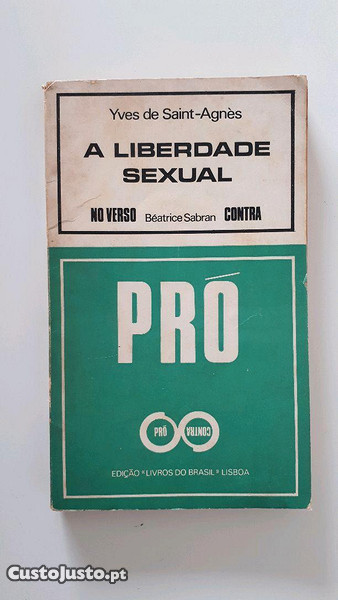 Yves de Saint-Agnès
A LIBERDADE
SEXUAL
NO VERSO Béatrice Sabran CONTRA
PRÓ
PRÓ CONTRA
EDIÇÃO "LIVROS DO BRASIL" LISBOA
CustoJusto.pt